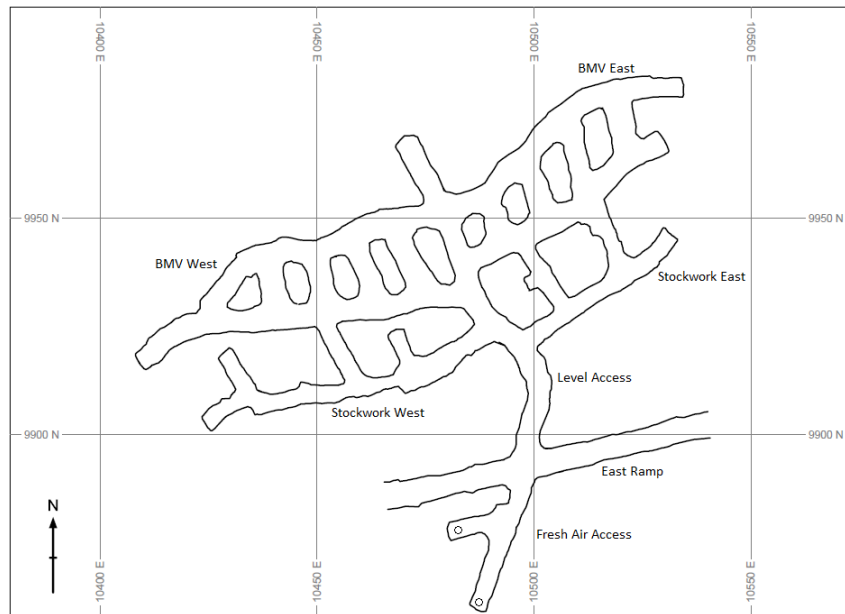 10400 E
10450 E
10500 E
10550 E
BMV East
9950 N
9950 N
BMV West
Stockwork East
Level Access
Stockwork West
9900 N
9900 N
East Ramp
N
Fresh Air Access
10400 E
10450 E
10500 E
10550 E